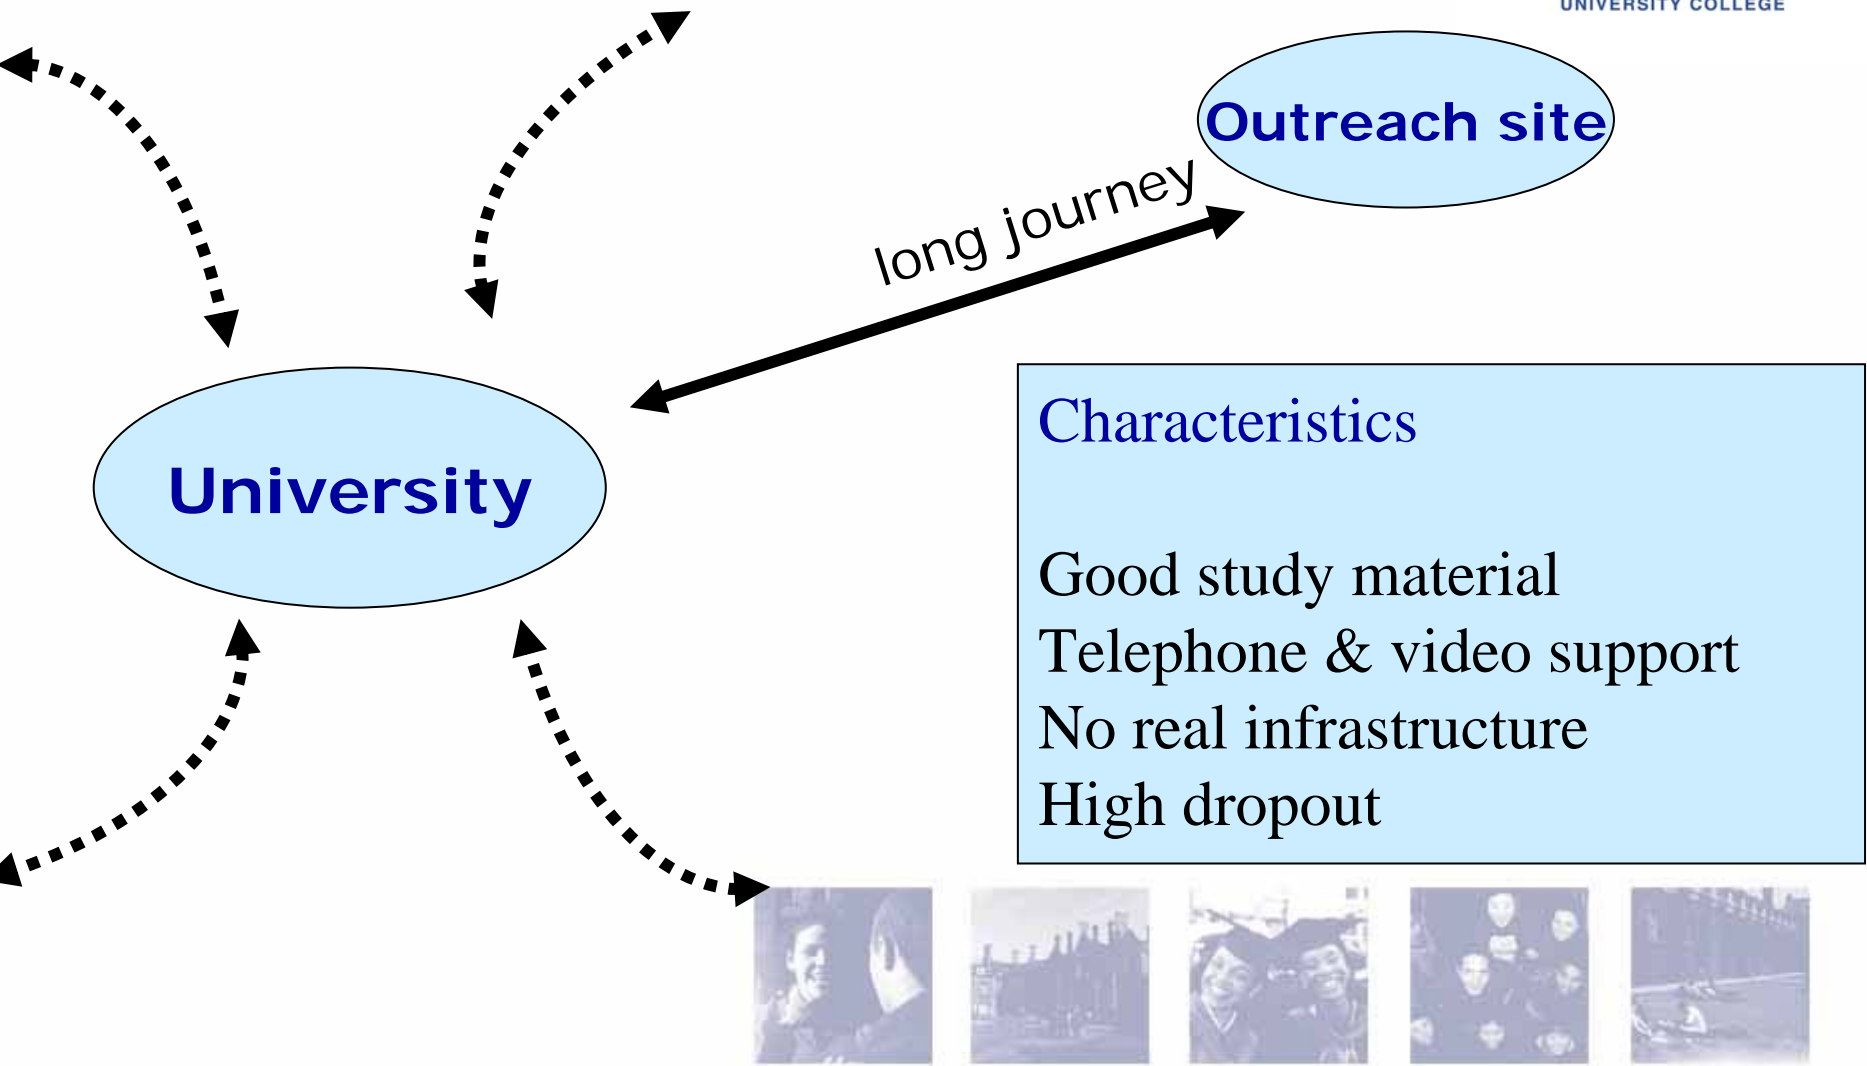 UNIVERSITY COLLEGE
Outreach site
long journey
University
Characteristics
Good study material
Telephone & video support
No real infrastructure
High dropout